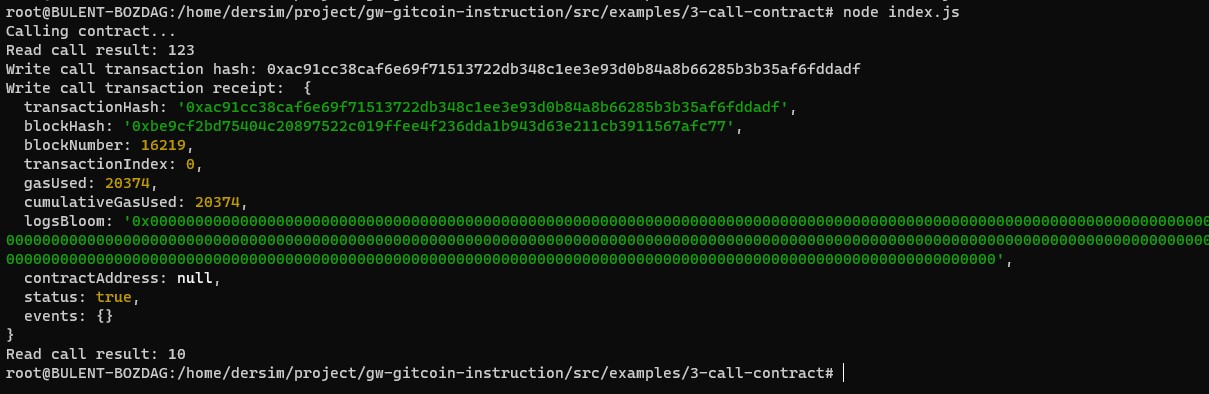 root@BULENT-BOZDAG:/home/dersim/project/gw-gitcoin-instruction/src/examples/3-call-contract# node index.js
Calling contract...
Read call result: 123
Write call transaction hash: 0xac91cc38caf6e69f71513722db348c1ee3e93d0b84a8b66285b3b35af6fddadf
Write call transaction receipt:  {
  transactionHash: '0xac91cc38caf6e69f71513722db348c1ee3e93d0b84a8b66285b3b35af6fddadf',
  blockHash: '0xbe9cf2bd75404c20897522c019ffee4f236dda1b943d63e211cb3911567afc77',
  blockNumber: 16219,
  transactionIndex: 0,
  gasUsed: 20374,
  cumulativeGasUsed: 20374,
  logsBloom: '0x00000000000000000000000000000000000000000000000000000000000000000000000000000000000000000000000000000000000000000000
00000000000000000000000000000000000000000000000000000000000000000000000000000000000000000000000000000000000000000000000000000000000000
0000000000000000000000000000000000000000000000000000000000000000000000000000000000000000000000000000000000000000',
  contractAddress: null,
  status: true,
  events: {}
}
Read call result: 10
root@BULENT-BOZDAG:/home/dersim/project/gw-gitcoin-instruction/src/examples/3-call-contract#